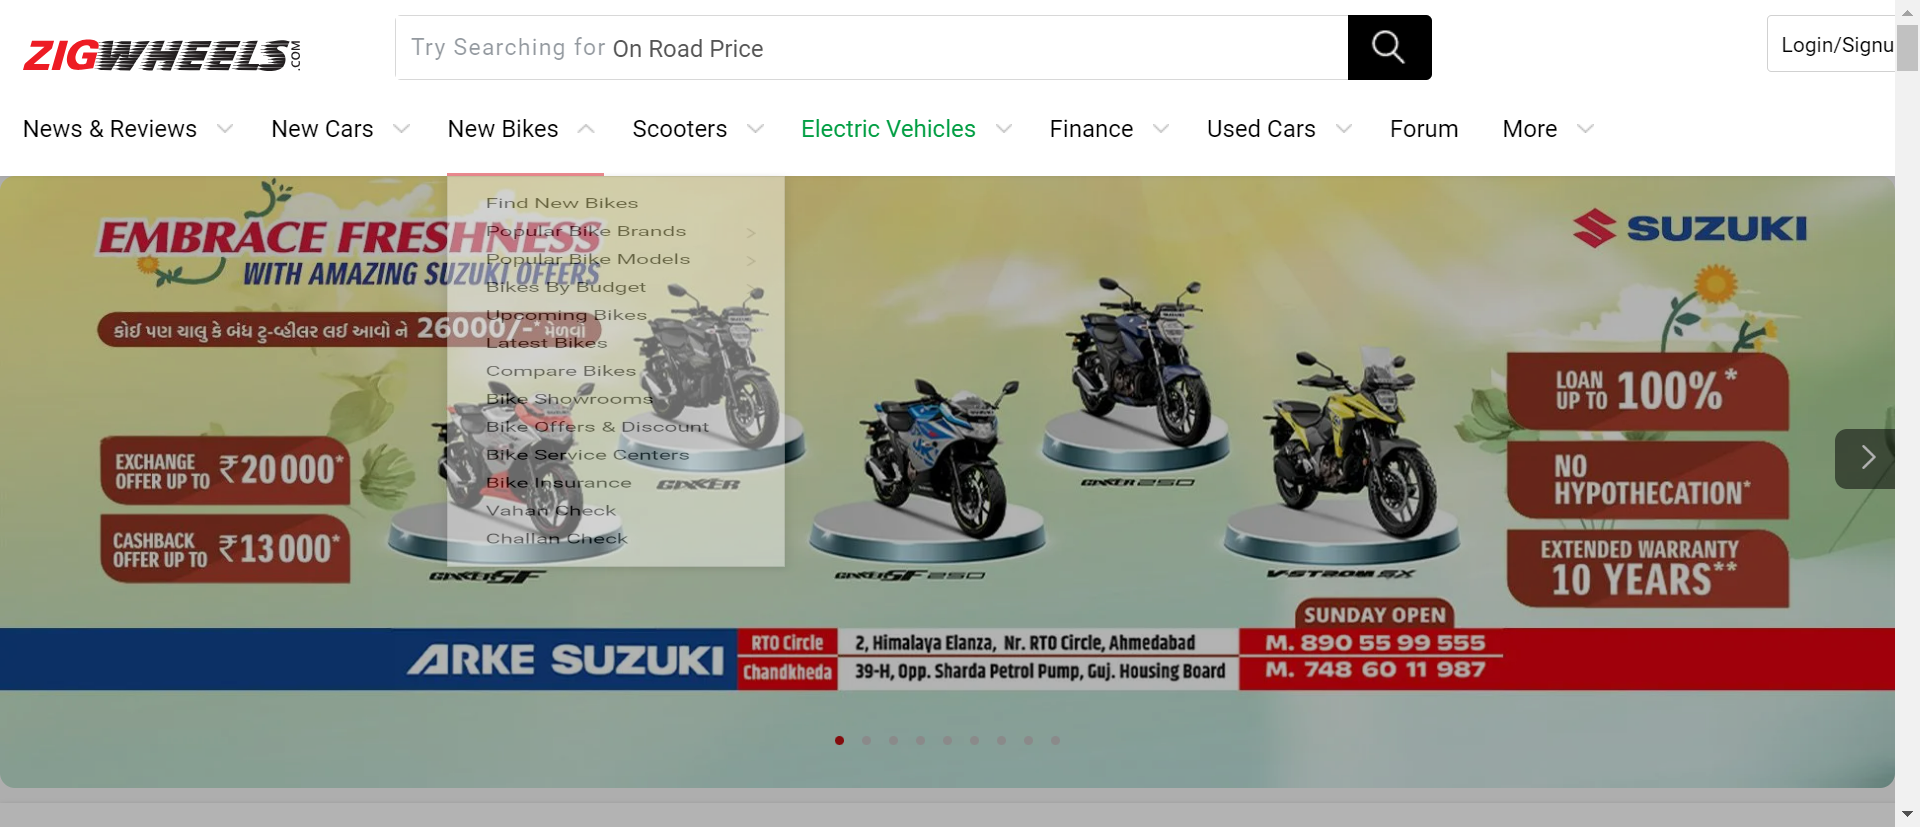 ZIGWHEELS.COM
Try Searching for On Road Price
Login/Signu
News & Reviews New Cars New Bikes Scooters Electric Vehicles Finance Used Cars Forum More
Find New Bikes
Popular Bike Brands
Popular Bike Models
Bikes By Budget
Upcoming Bikes
Latest Bikes
Compare Bikes
Bike Showrooms
Bike Offers & Discount
Bike Service Centers
Bike Insurance
Vahan Check
Challan Check
EMBRACE FRESHNESS
WITH AMAZING SUZUKI OFFERS
કોઈ પણ ચાલુ કે બંધ ટુ-વ્હીલર લઈ આવો ને 26000/-* મેળવો
SUZUKI
EXCHANGE
OFFER UP TO ₹20000*
CASHBACK
OFFER UP TO ₹13000*
GIXXER SF
GIXXER
GIXXER SF 250
GIXXER 250
V-STROM SX
LOAN
UP TO 100%*
NO
HYPOTHECATION*
EXTENDED WARRANTY
10 YEARS**
SUNDAY OPEN
ARKE SUZUKI
RTO Circle 2, Himalaya Elanza, Nr. RTO Circle, Ahmedabad M. 890 55 99 555
Chandkheda 39-H, Opp. Sharda Petrol Pump, Guj. Housing Board M. 748 60 11 987